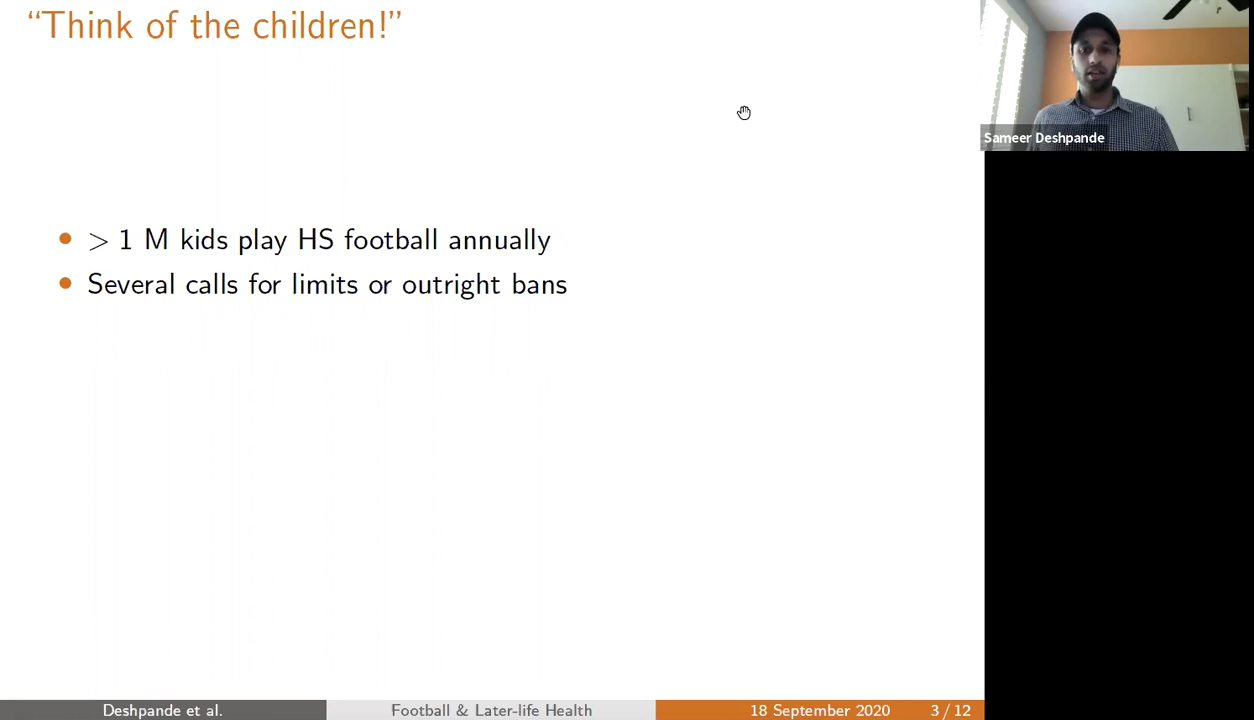 “Think of the children!”
Sameer Deshpande
> 1 M kids play HS football annually
Several calls for limits or outright bans
Deshpande et al.
Football & Later-life Health
18 September 2020
3 / 12